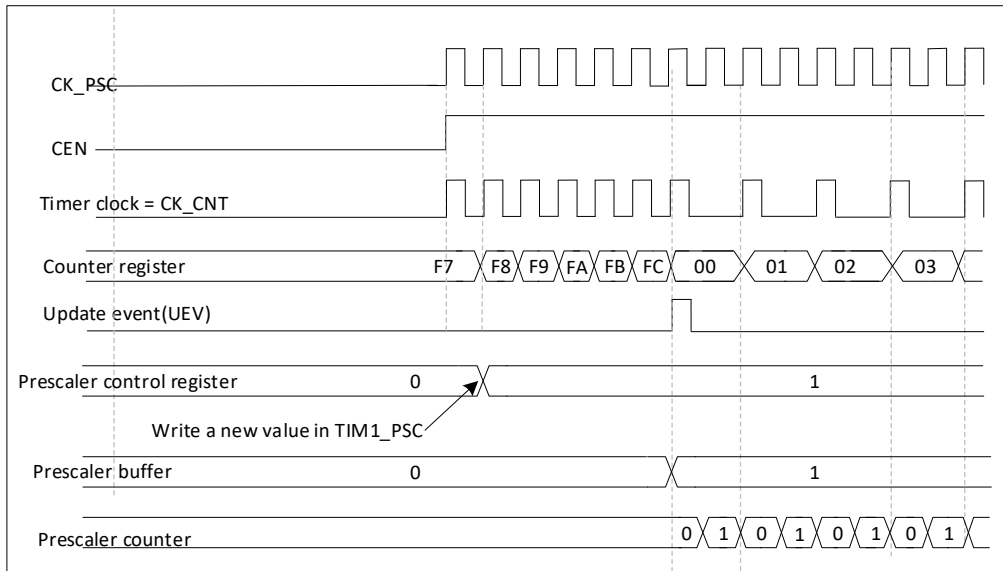 CK_PSC
CEN
Timer clock = CK_CNT
Counter register F7 F8 F9 FA FB FC 00 01 02 03
Update event(UEV)
Prescaler control register 0 1
Write a new value in TIM1_PSC
Prescaler buffer 0 1
Prescaler counter 0 1 0 1 0 1 0 1